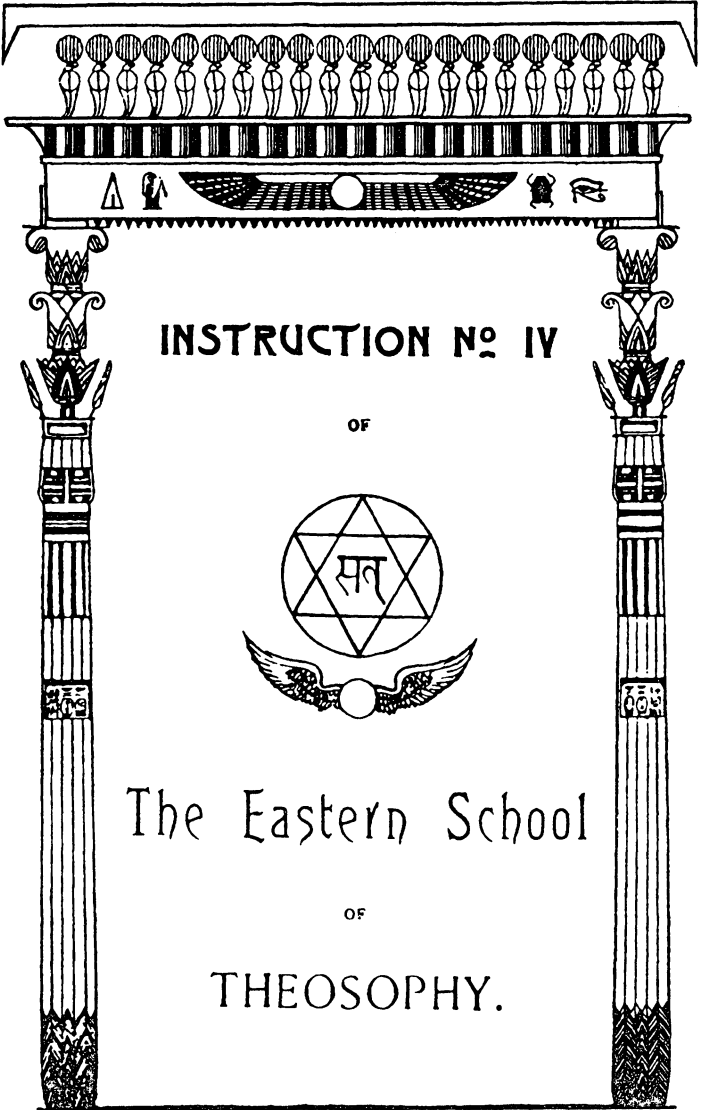 INSTRUCTION Nº IV
OF
सत्
The Eastern School
OF
THEOSOPHY.